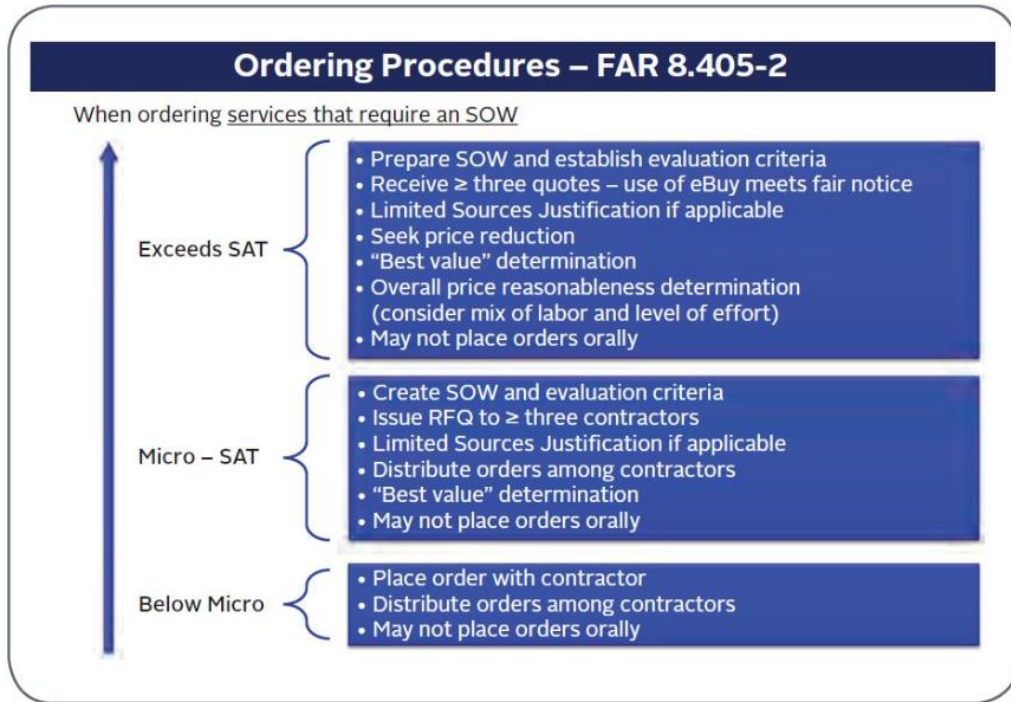 Ordering Procedures – FAR 8.405-2
When ordering services that require an SOW
Exceeds SAT
• Prepare SOW and establish evaluation criteria
• Receive ≥ three quotes – use of eBuy meets fair notice
• Limited Sources Justification if applicable
• Seek price reduction
• “Best value” determination
• Overall price reasonableness determination
(consider mix of labor and level of effort)
• May not place orders orally
Micro – SAT
• Create SOW and evaluation criteria
• Issue RFQ to ≥ three contractors
• Limited Sources Justification if applicable
• Distribute orders among contractors
• “Best value” determination
• May not place orders orally
Below Micro
• Place order with contractor
• Distribute orders among contractors
• May not place orders orally